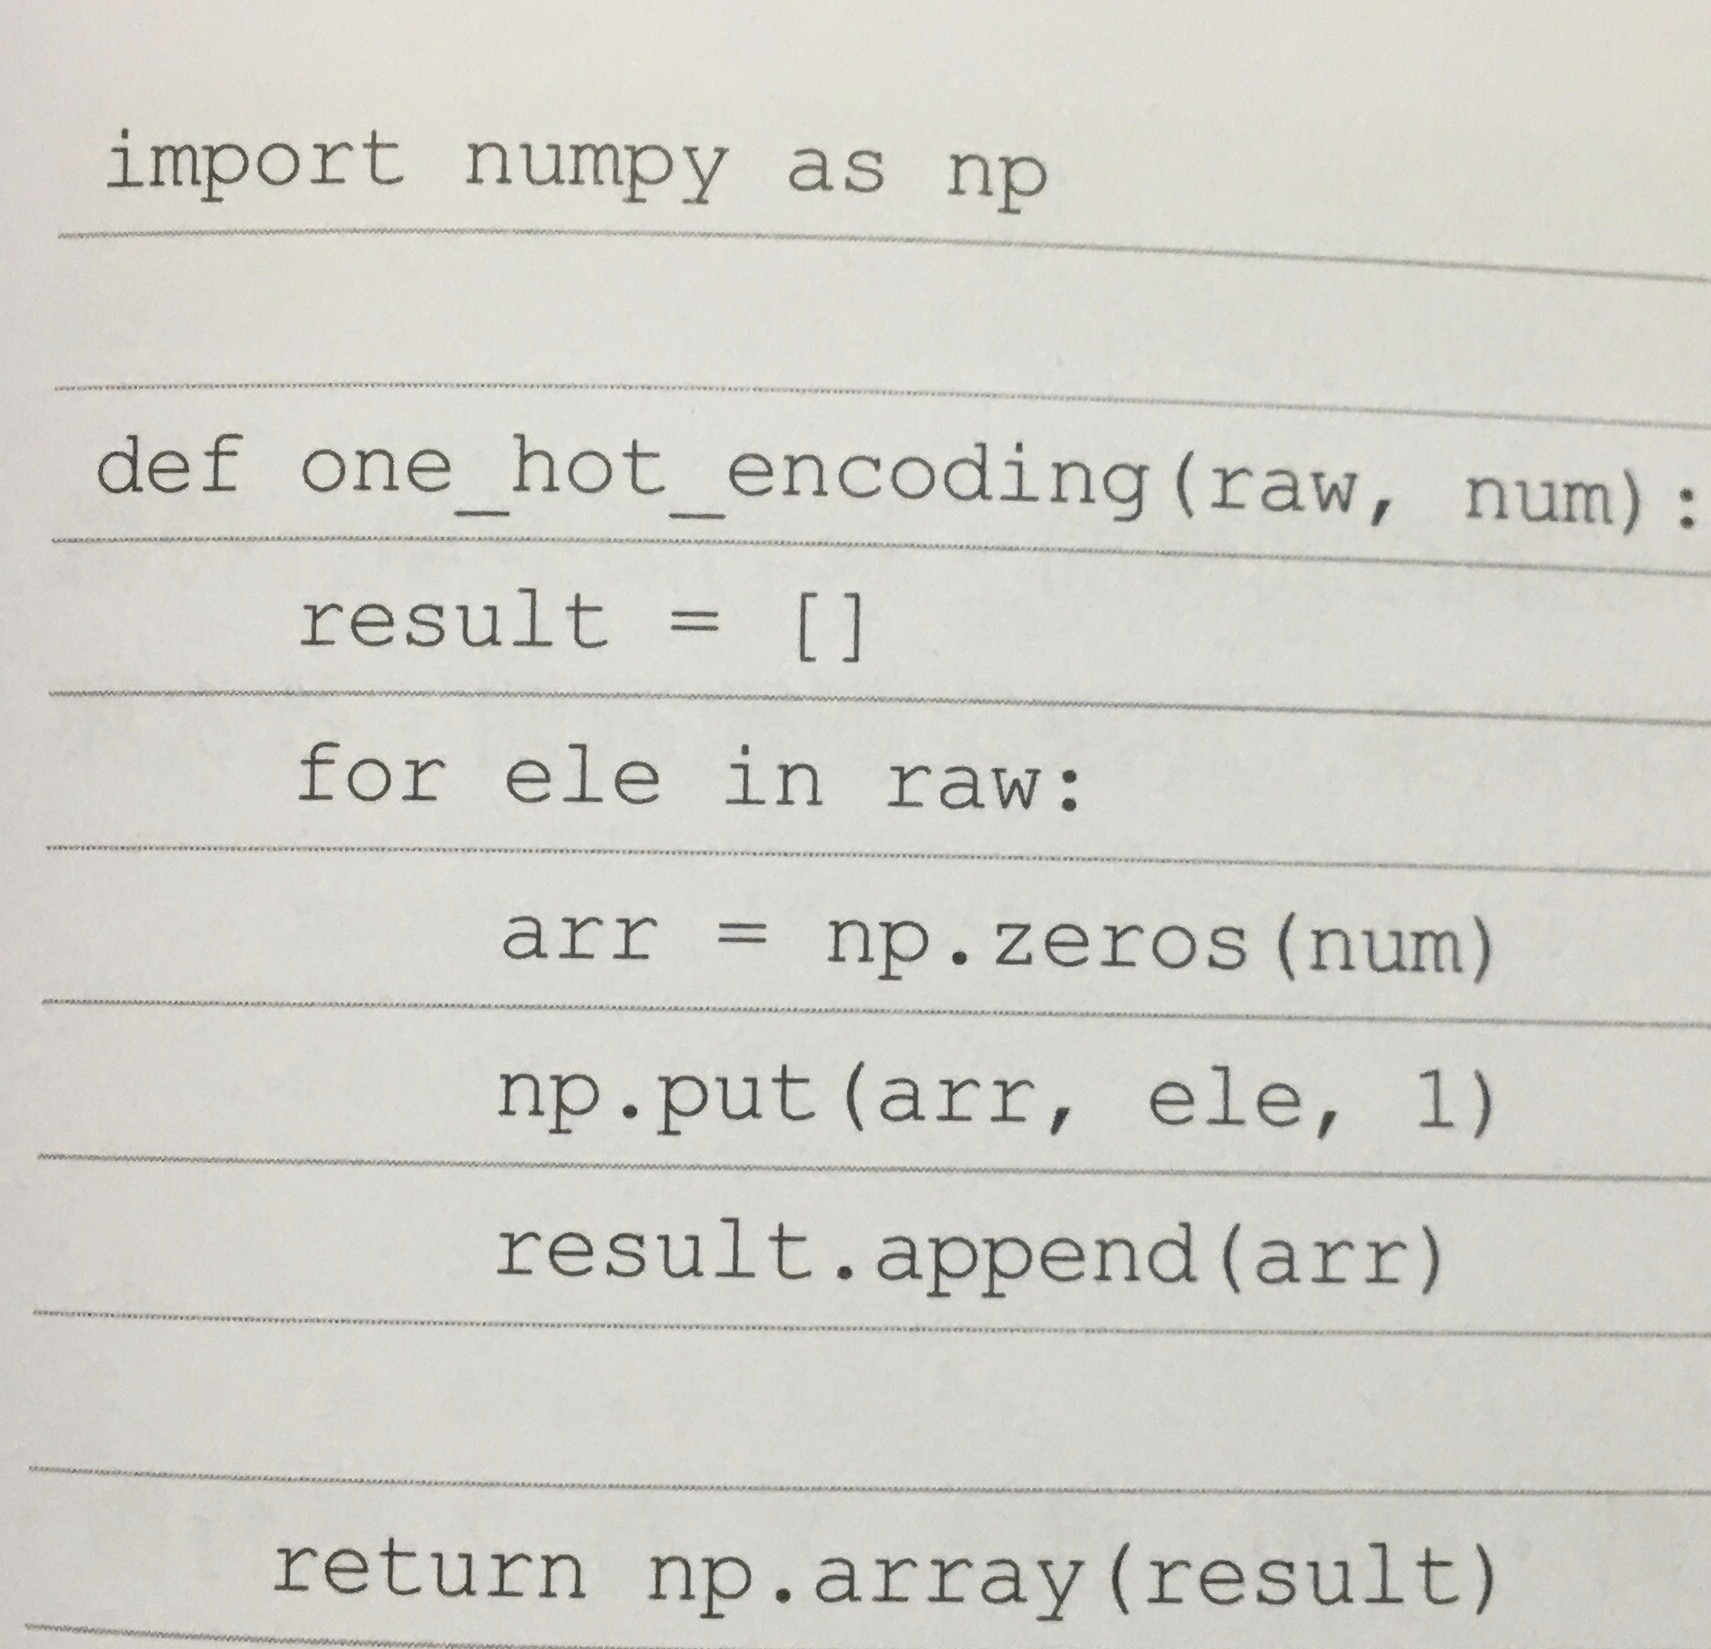 import numpy as np
def one_hot_encoding(raw, num):
    result = []
    for ele in raw:
        arr = np.zeros(num)
        np.put(arr, ele, 1)
        result.append(arr)
    return np.array(result)